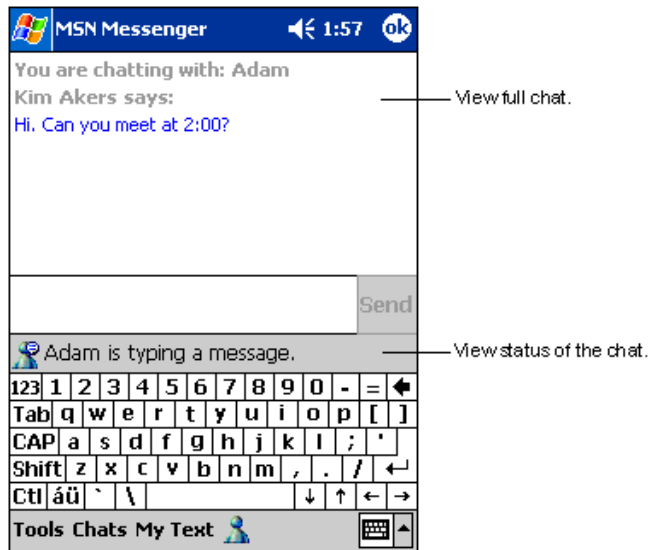 MSN Messenger 1:57 ok
You are chatting with: Adam
Kim Akers says:
View full chat.
Hi. Can you meet at 2:00?
Send
Adam is typing a message.
View status of the chat.
123 1 2 3 4 5 6 7 8 9 0 - =
Tab q w e r t y u i o p [ ]
CAP a s d f g h j k l ; '
Shift z x c v b n m , . /
Ctl áü ` \
Tools Chats My Text